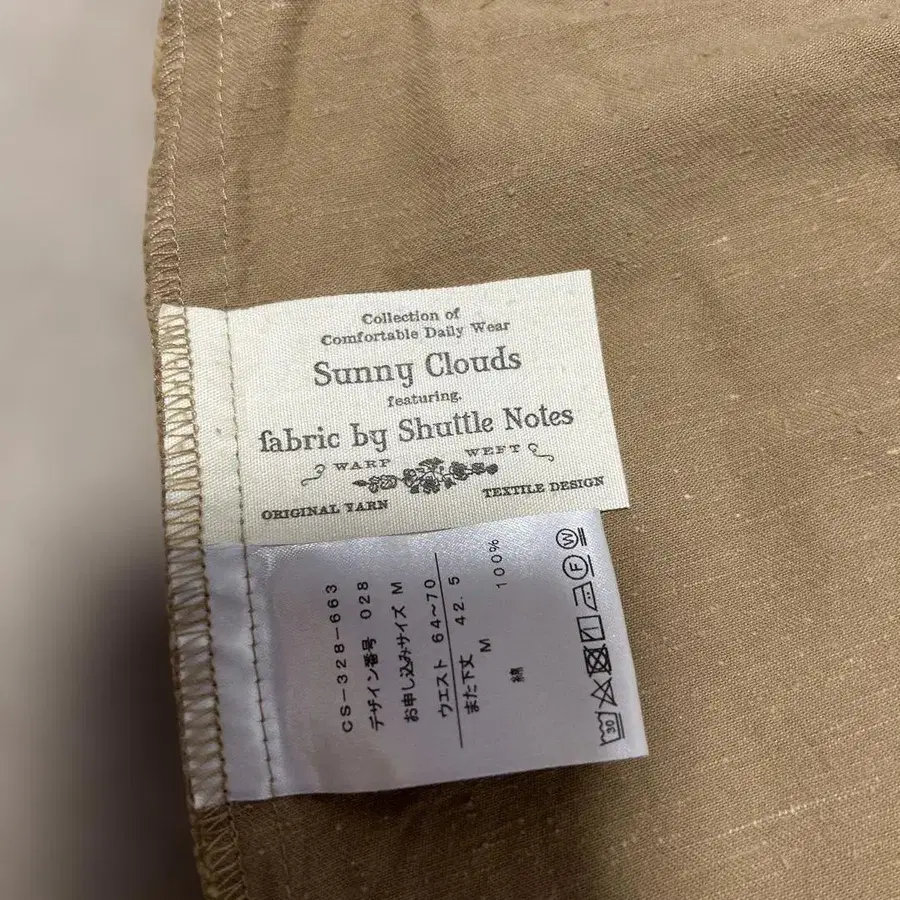 Collection of
Comfortable Daily Wear
Sunny Clouds
featuring.
fabric by Shuttle Notes
WARP WEFT
ORIGINAL YARN TEXTILE DESIGN
CS-328-663
デザイン番号 028
お申し込みサイズ M
ウエスト 64~70
また下丈 42.5
M
綿 100%
30
F
W